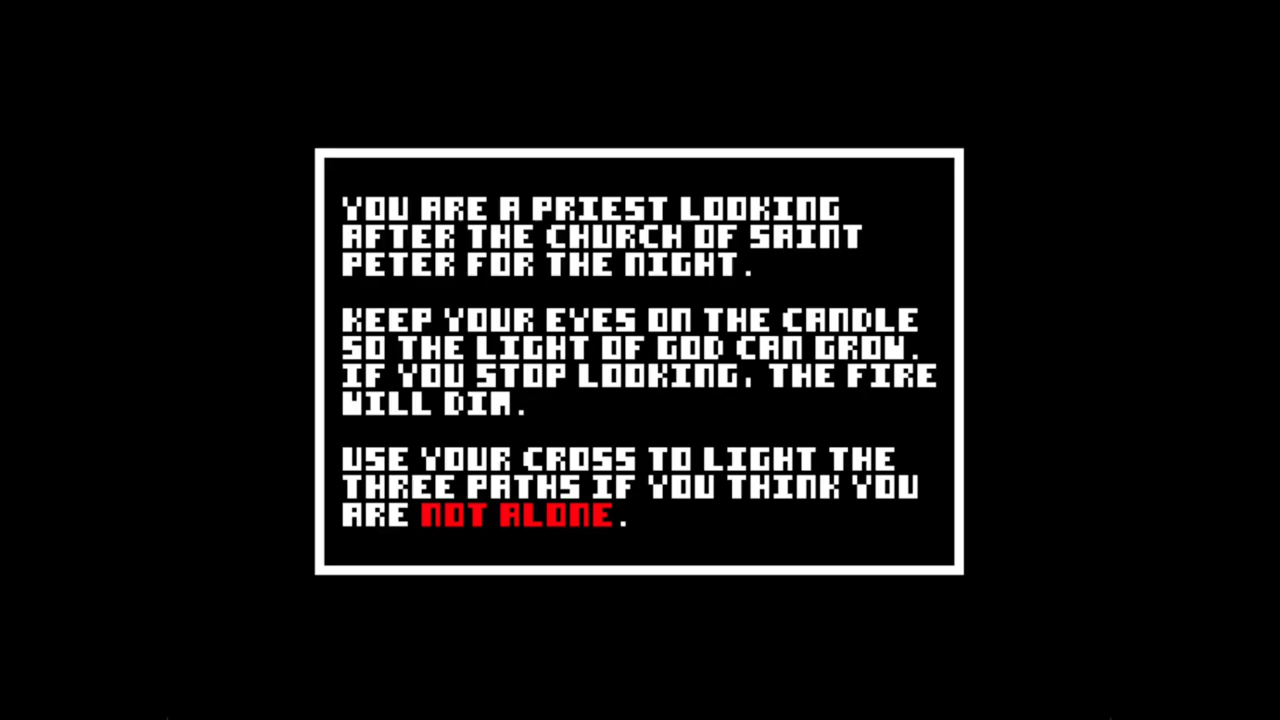 YOU ARE A PRIEST LOOKING
AFTER THE CHURCH OF SAINT
PETER FOR THE NIGHT.
KEEP YOUR EYES ON THE CANDLE
SO THE LIGHT OF GOD CAN GROW.
IF YOU STOP LOOKING, THE FIRE
WILL DIM.
USE YOUR CROSS TO LIGHT THE
THREE PATHS IF YOU THINK YOU
ARE NOT ALONE.